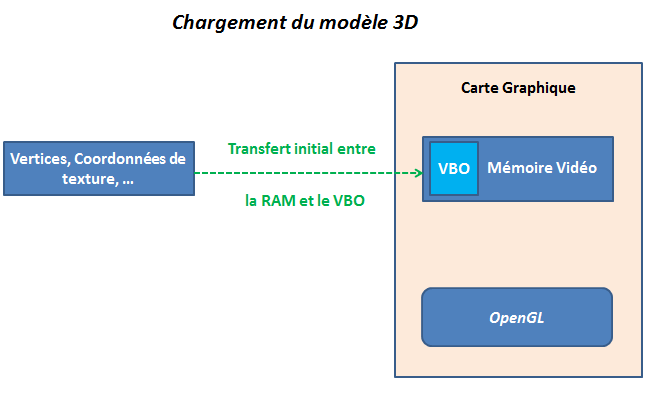 Chargement du modèle 3D
Carte Graphique
Vertices, Coordonnées de
texture, ...
Transfert initial entre
la RAM et le VBO
VBO
Mémoire Vidéo
OpenGL